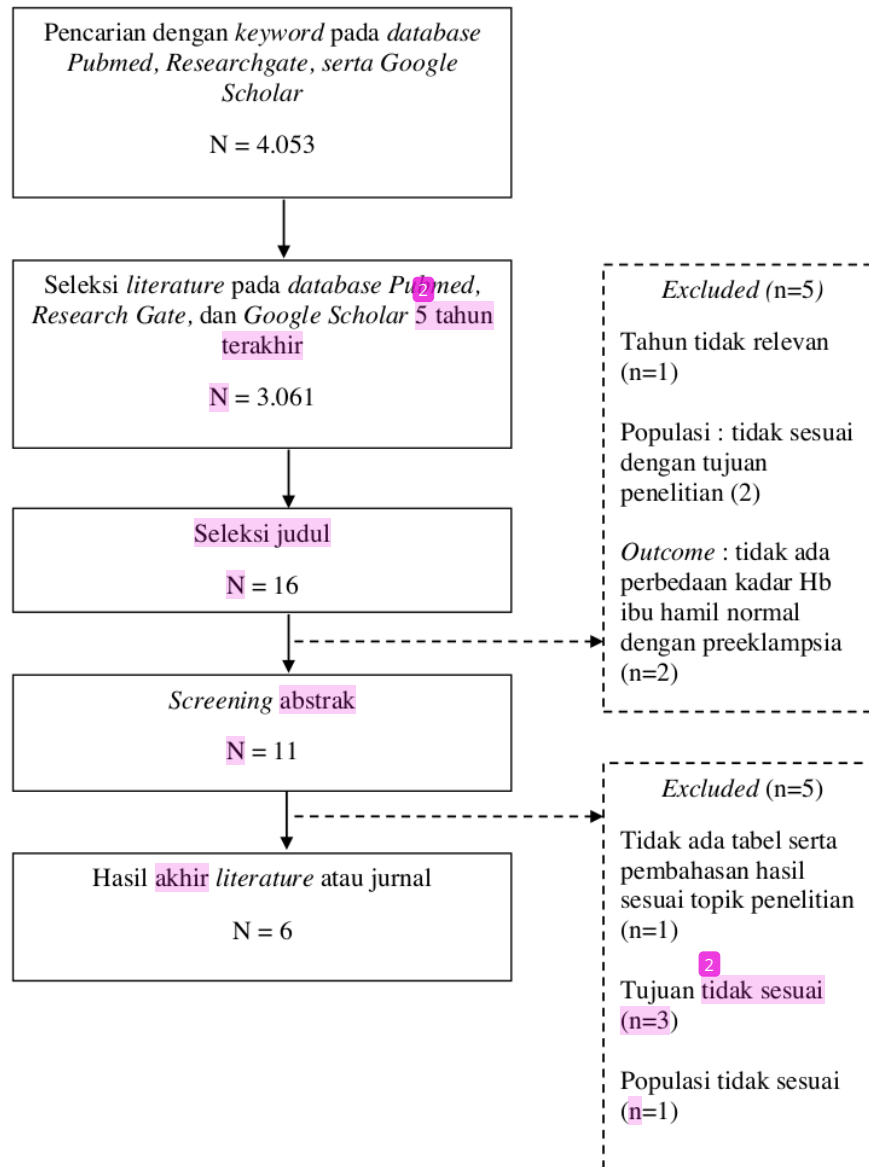 Pencarian dengan keyword pada database
Pubmed, Researchgate, serta Google
Scholar
N = 4.053
Seleksi literature pada database Pubmed,
Research Gate, dan Google Scholar 5 tahun
terakhir
N = 3.061
2
Seleksi judul
N = 16
Excluded (n=5)
Tahun tidak relevan
(n=1)
Populasi : tidak sesuai
dengan tujuan
penelitian (2)
Outcome : tidak ada
perbedaan kadar Hb
ibu hamil normal
dengan preeklampsia
(n=2)
Screening abstrak
N = 11
Excluded (n=5)
Tidak ada tabel serta
pembahasan hasil
sesuai topik penelitian
(n=1)
2
Tujuan tidak sesuai
(n=3)
Populasi tidak sesuai
(n=1)
Hasil akhir literature atau jurnal
N = 6